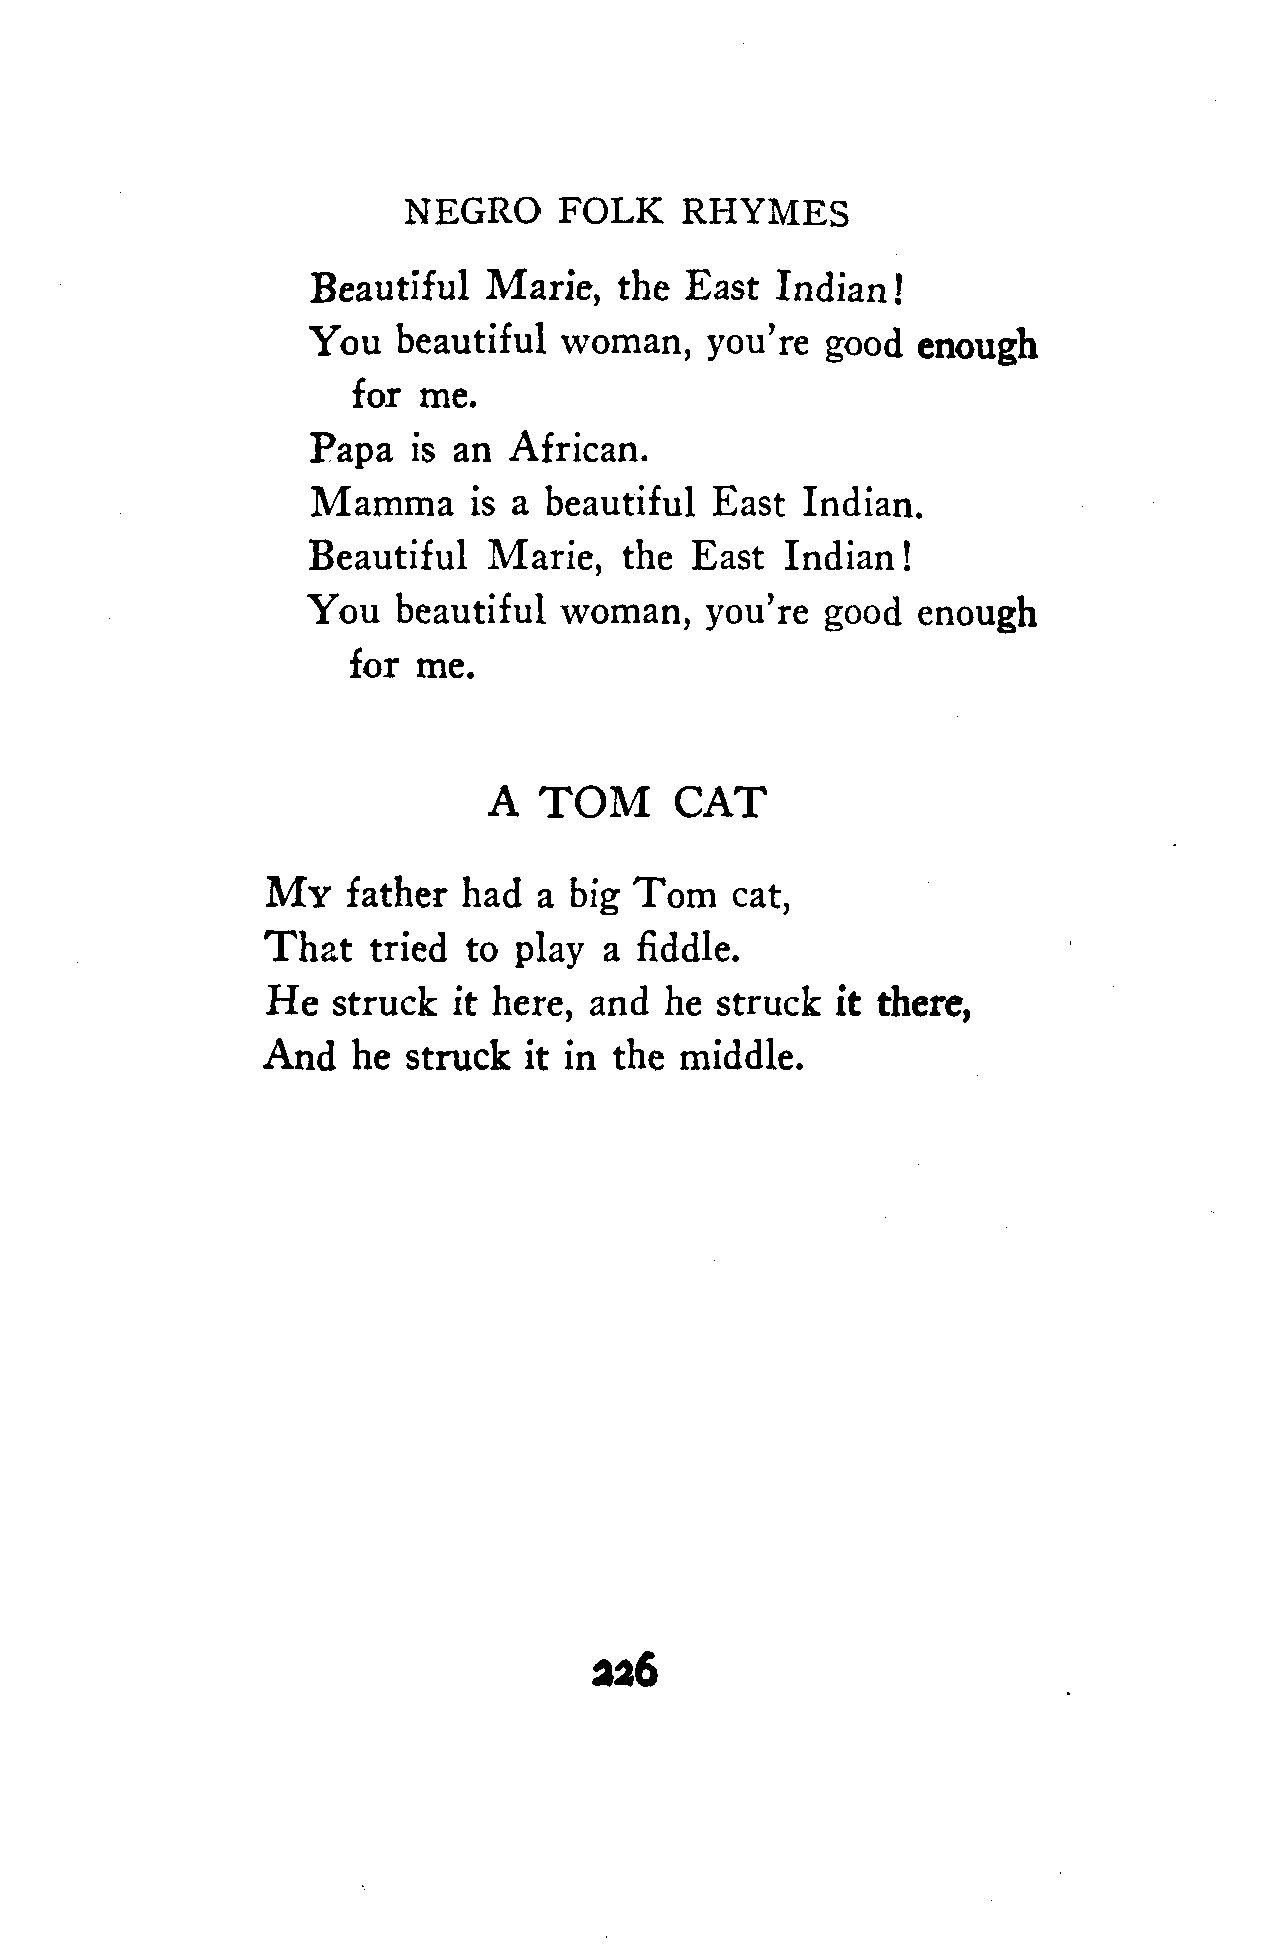 NEGRO FOLK RHYMES
Beautiful Marie, the East Indian!
You beautiful woman, you're good enough
for me.
Papa is an African.
Mamma is a beautiful East Indian.
Beautiful Marie, the East Indian!
You beautiful woman, you're good enough
for me.
A TOM CAT
My father had a big Tom cat,
That tried to play a fiddle.
He struck it here, and he struck it there,
And he struck it in the middle.
226